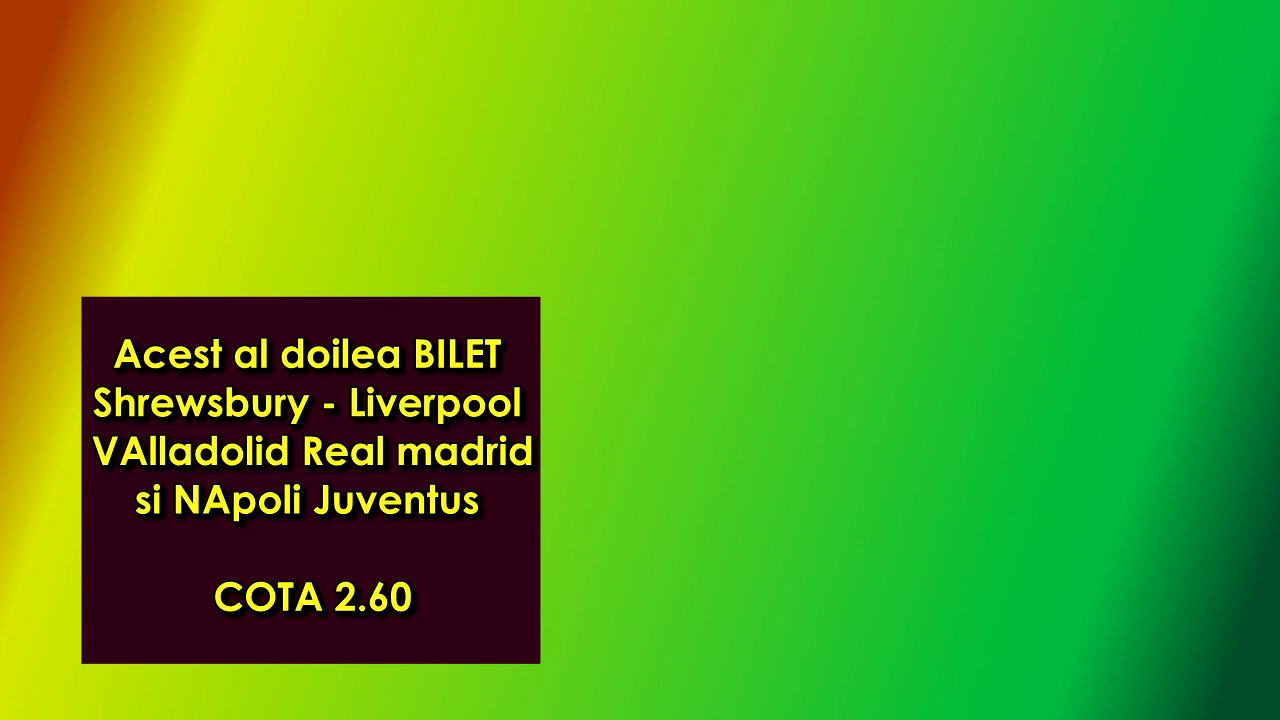 Acest al doilea BILET
Shrewsbury - Liverpool
VAlladolid Real madrid
si NApoli Juventus
COTA 2.60